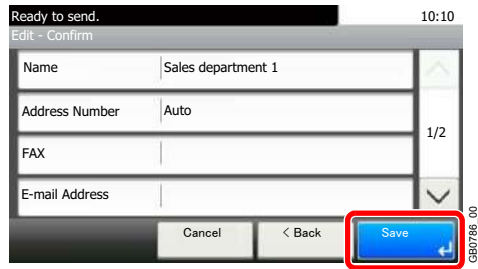 Ready to send. 10:10
Edit - Confirm
Name Sales department 1
Address Number Auto
1/2
FAX
E-mail Address
Cancel < Back Save
GB0786_00